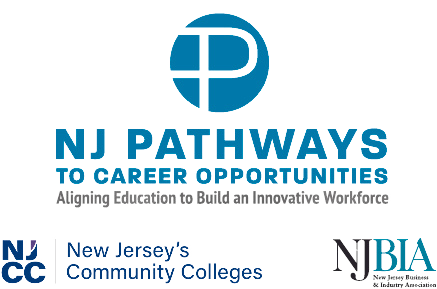 P
NJ PATHWAYS
TO CAREER OPPORTUNITIES
Aligning Education to Build an Innovative Workforce
NJ
CC
New Jersey's
Community Colleges
NJBIA
New Jersey Business
& Industry Association